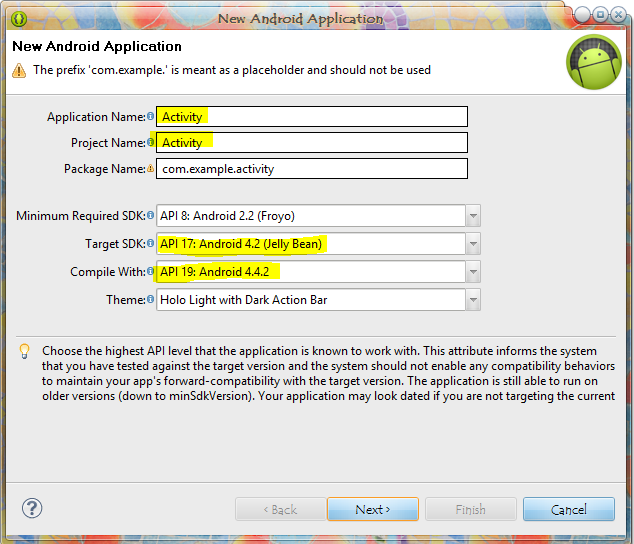 New Android Application
New Android Application
The prefix 'com.example.' is meant as a placeholder and should not be used
Application Name: Activity
Project Name: Activity
Package Name: com.example.activity
Minimum Required SDK: API 8: Android 2.2 (Froyo)
Target SDK: API 17: Android 4.2 (Jelly Bean)
Compile With: API 19: Android 4.4.2
Theme: Holo Light with Dark Action Bar
Choose the highest API level that the application is known to work with. This attribute informs the system
that you have tested against the target version and the system should not enable any compatibility behaviors
to maintain your app's forward-compatibility with the target version. The application is still able to run on
older versions (down to minSdkVersion). Your application may look dated if you are not targeting the current
? < Back Next > Finish Cancel